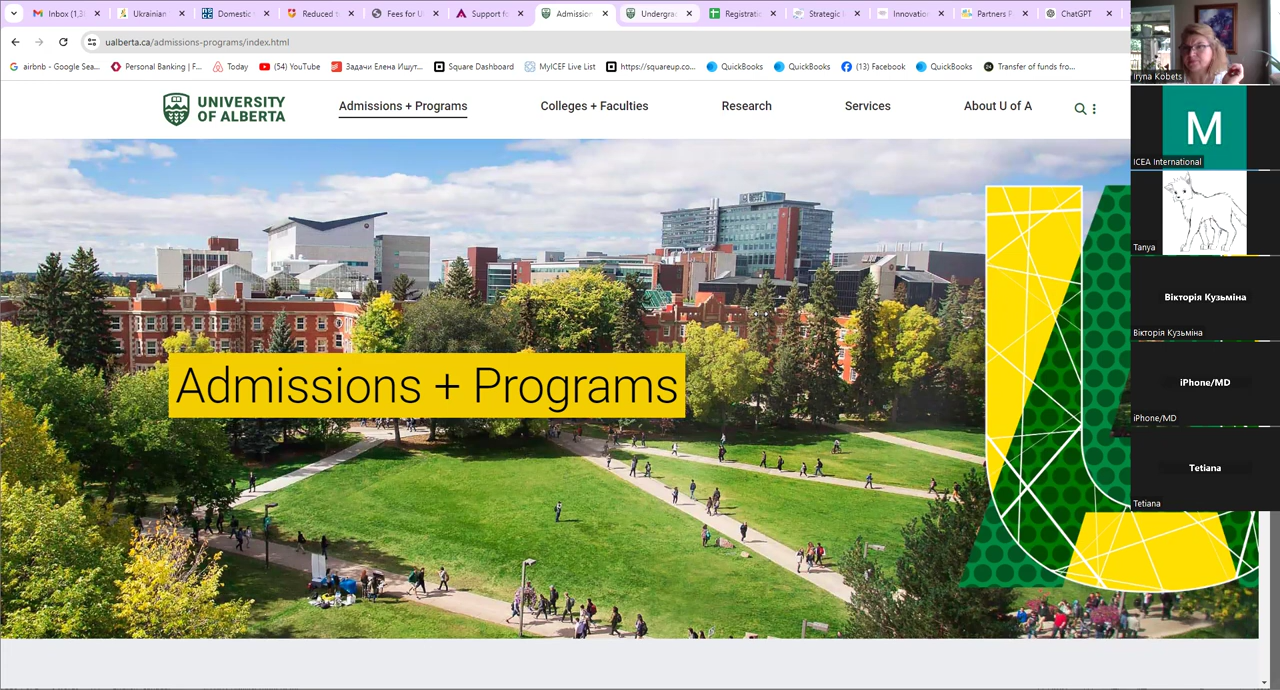 Inbox (1,3
Ukrainian
Domestic
Reduced t
Fees for U
Support fo
Admission
Undergra
Registratio
Strategic
Innovation
Partners P
ChatGPT
ualberta.ca/admissions-programs/index.html
airbnb - Google Sea...
Personal Banking | F...
Today
(54) YouTube
Задачи Елена Ишут...
Square Dashboard
MyICEF Live List
https://squareup.co...
QuickBooks
QuickBooks
(13) Facebook
QuickBooks
Transfer of funds fro...
UNIVERSITY
OF ALBERTA
Admissions + Programs
Colleges + Faculties
Research
Services
About U of A
Admissions + Programs
Iryna Kobets
M
ICEA International
Tanya
Вікторія Кузьміна
Вікторія Кузьміна
iPhone/MD
iPhone/MD
Tetiana
Tetiana